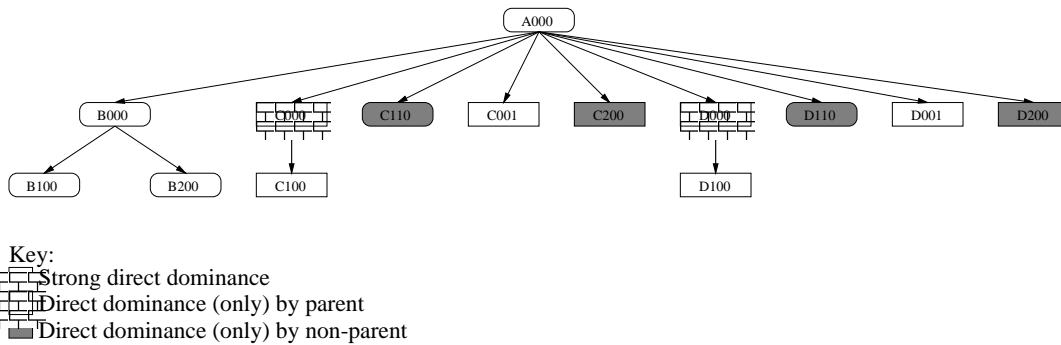 A000
B000 C000 C110 C001 C200 D000 D110 D001 D200
B100 B200 C100 D100
Key:
Strong direct dominance
Direct dominance (only) by parent
Direct dominance (only) by non-parent